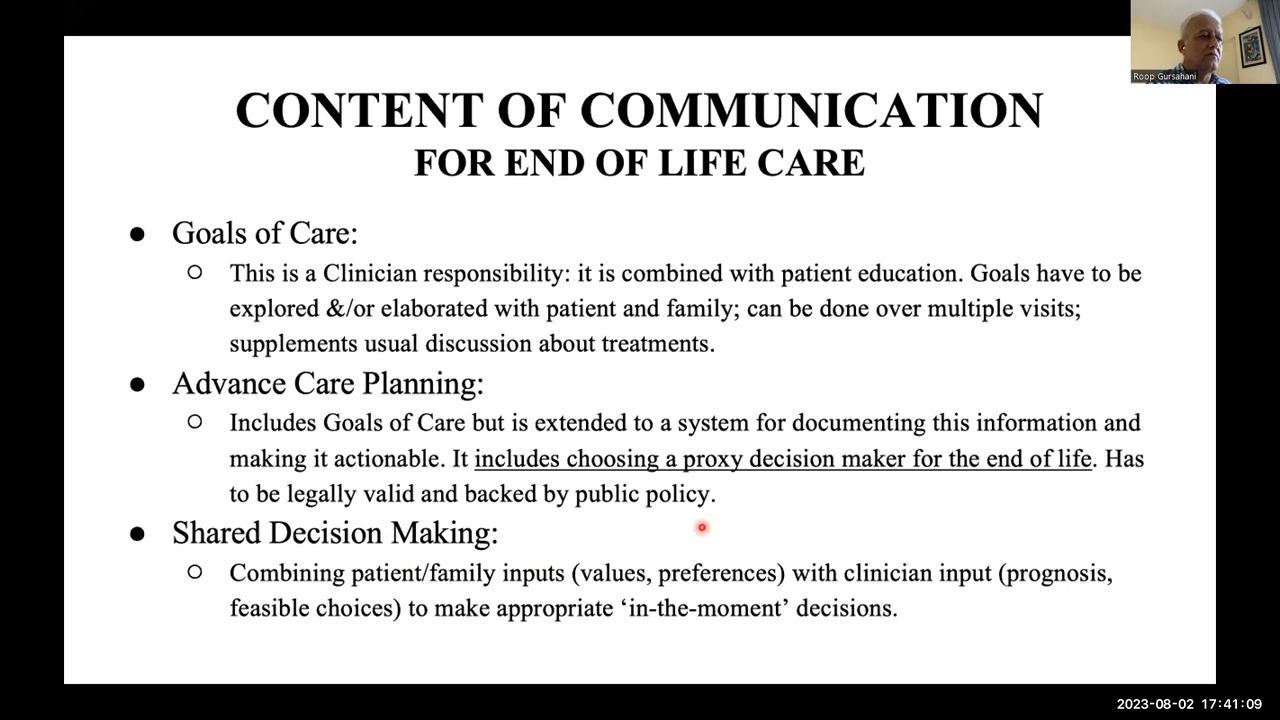 Roop Gursahani
CONTENT OF COMMUNICATION
FOR END OF LIFE CARE
● Goals of Care:
○ This is a Clinician responsibility: it is combined with patient education. Goals have to be
explored &/or elaborated with patient and family; can be done over multiple visits;
supplements usual discussion about treatments.
● Advance Care Planning:
○ Includes Goals of Care but is extended to a system for documenting this information and
making it actionable. It includes choosing a proxy decision maker for the end of life. Has
to be legally valid and backed by public policy.
● Shared Decision Making:
○ Combining patient/family inputs (values, preferences) with clinician input (prognosis,
feasible choices) to make appropriate ‘in-the-moment’ decisions.
2023-08-02 17:41:09